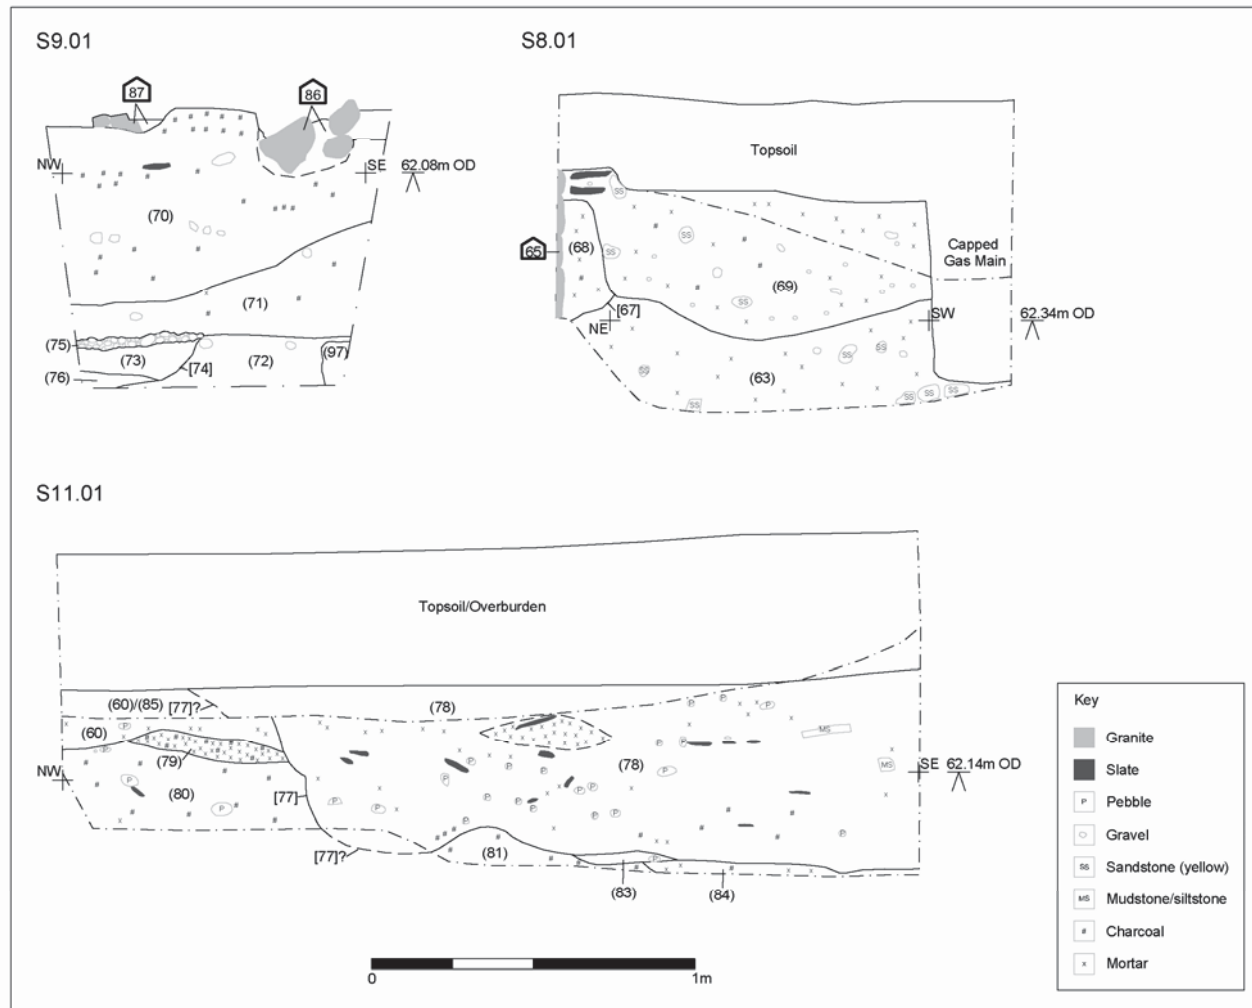 S9.01
87
86
NW
SE
62.08m OD
(70)
(71)
(75)
(73)
[74]
(72)
(97)
(76)
S8.01
Topsoil
SS
SS
SS
65
(68)
Capped
Gas Main
(69)
SS
[67]
NE
SW
62.34m OD
SS
SS
SS
(63)
SS
SS
SS
SS
S11.01
Topsoil/Overburden
(60)/(85)
[77]?
(78)
P
P
P
(60)
P
P
P
P
MS
(79)
P
P
NW
P
(78)
P
MS
SE
62.14m OD
P
(80)
[77]
P
P
P
P
P
P
P
P
P
P
P
P
[77]?
(81)
P
(83)
(84)
0
1m
Key
Granite
Slate
P
Pebble
Gravel
SS
Sandstone (yellow)
MS
Mudstone/siltstone
#
Charcoal
x
Mortar